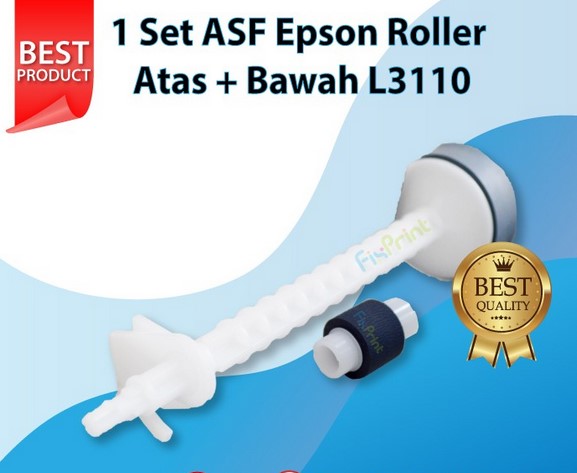 BEST
PRODUCT
1 Set ASF Epson Roller
Atas + Bawah L3110
FixPrint
FixPrint
BEST
QUALITY